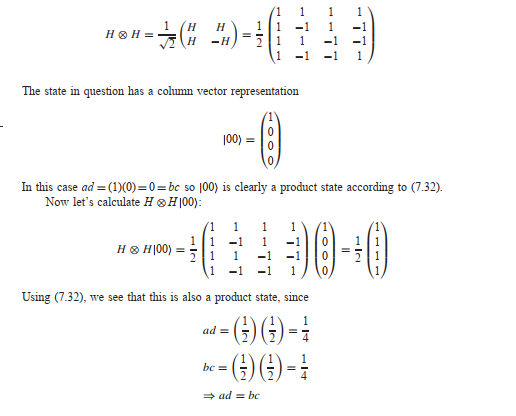 H ⊗ H = 1/√2 (H H; H −H) = 1/2 (1 1 1 1; 1 −1 1 −1; 1 1 −1 −1; 1 −1 −1 1)
The state in question has a column vector representation
|00⟩ = (1; 0; 0; 0)
In this case ad = (1)(0) = 0 = bc so |00⟩ is clearly a product state according to (7.32).
Now let's calculate H ⊗ H|00⟩:
H ⊗ H|00⟩ = 1/2 (1 1 1 1; 1 −1 1 −1; 1 1 −1 −1; 1 −1 −1 1) (1; 0; 0; 0) = 1/2 (1; 1; 1; 1)
Using (7.32), we see that this is also a product state, since
ad = (1/2)(1/2) = 1/4
bc = (1/2)(1/2) = 1/4
⇒ ad = bc